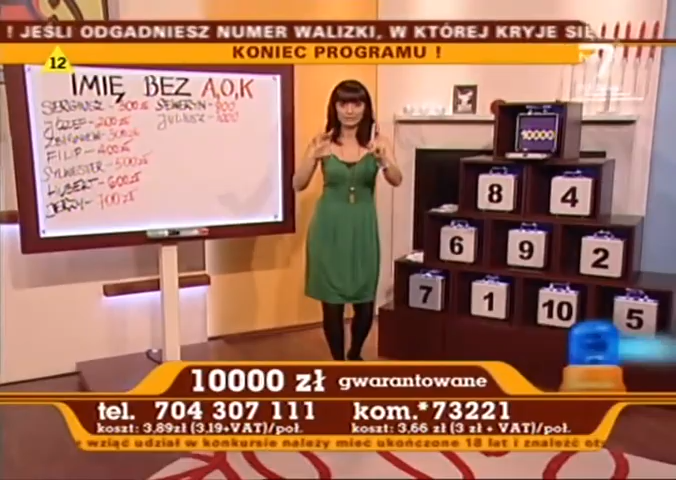 ! JEŚLI ODGADNIESZ NUMER WALIZKI, W KTÓREJ KRYJE SIĘ
KONIEC PROGRAMU !
12
7
IMIĘ BEZ A,O,K
SERGIUSZ - 300 zł
SEWERYN - 900
JÓZEF - 200 zł
JULIUSZ - 1000
ZBIGNIEW - 300 zł
FILIP - 400 zł
SYLWESTER - 500 zł
HUBERT - 600 zł
JERZY - 700 zł
10000
8 4
6 9 2
7 1 10 5
10000 zł gwarantowane
tel. 704 307 111 kom.*73221
koszt: 3.89zł (3.19+VAT)/poł. koszt: 3,66 zł (3 zł + VAT)/poł.
wziąć udział w konkursie należy mieć ukończone 18 lat i znaleźć